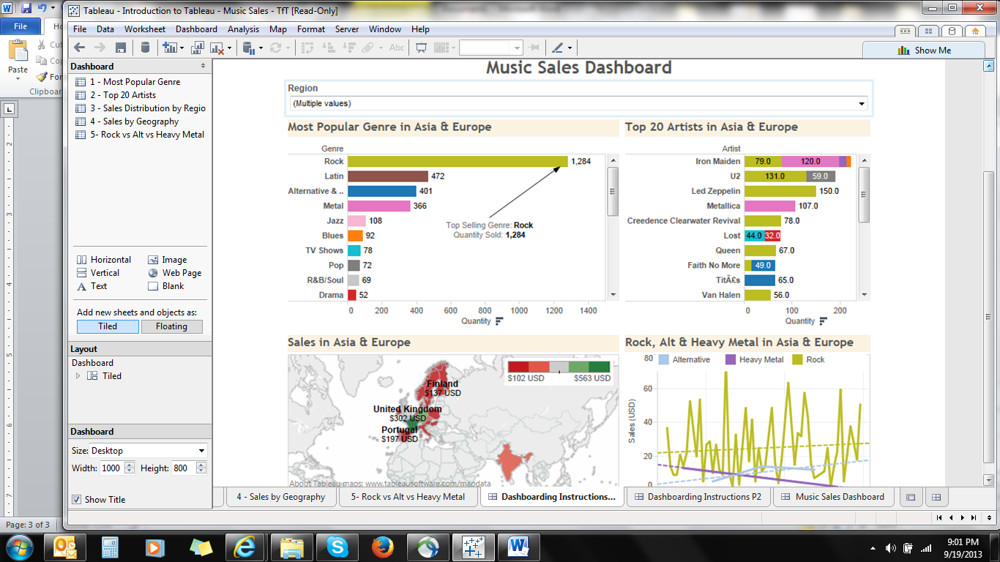 Tableau - Introduction to Tableau - Music Sales - TfT [Read-Only]
File
File Data Worksheet Dashboard Analysis Map Format Server Window Help
Abc
Show Me
Paste
Cut
Co
For
Clipboar
Dashboard
1 - Most Popular Genre
2 - Top 20 Artists
3 - Sales Distribution by Regio
4 - Sales by Geography
5- Rock vs Alt vs Heavy Metal
Horizontal Image
Vertical Web Page
Text Blank
Add new sheets and objects as:
Tiled Floating
Layout
Dashboard
Tiled
Dashboard
Size: Desktop
Width: 1000 Height: 800
Show Title
Music Sales Dashboard
Region
(Multiple values)
Most Popular Genre in Asia & Europe
Genre
Rock 1,284
Latin 472
Alternative & .. 401
Metal 366
Jazz 108
Blues 92
TV Shows 78
Pop 72
R&B/Soul 69
Drama 52
Top Selling Genre: Rock
Quantity Sold: 1,284
0 200 400 600 800 1000 1200 1400
Quantity
Top 20 Artists in Asia & Europe
Artist
Iron Maiden 79.0 120.0
U2 131.0 59.0
Led Zeppelin 150.0
Metallica 107.0
Creedence Clearwater Revival 78.0
Lost 44.0 32.0
Queen 67.0
Faith No More 49.0
TitÃ£s 65.0
Van Halen 56.0
0 100 200
Quantity
Sales in Asia & Europe
$102 USD $563 USD
Finland
$137 USD
United Kingdom
$302 USD
Portugal
$197 USD
About Tableau maps: www.tableausoftware.com/mapdata
Rock, Alt & Heavy Metal in Asia & Europe
Alternative Heavy Metal Rock
Sales (USD)
80
60
40
20
0
4 - Sales by Geography 5- Rock vs Alt vs Heavy Metal Dashboarding Instructions... Dashboarding Instructions P2 Music Sales Dashboard
Page: 3 of 3
9:01 PM
9/19/2013